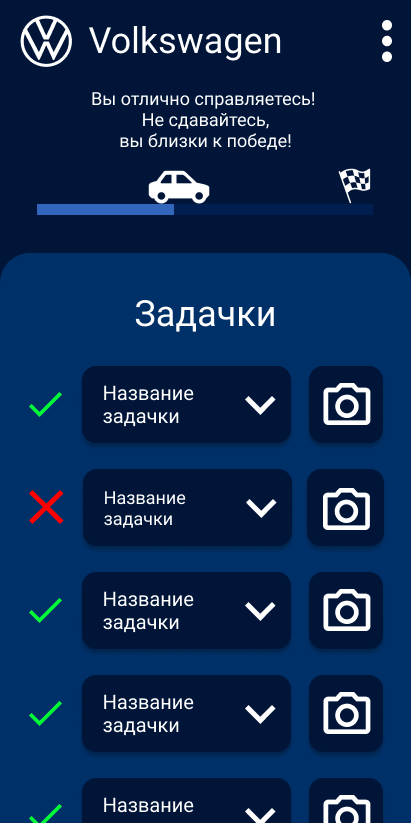 Volkswagen
Вы отлично справляетесь!
Не сдавайтесь,
вы близки к победе!
Задачки
Название
задачки
Название
задачки
Название
задачки
Название
задачки
Название